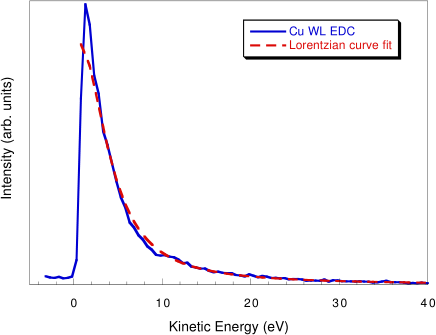 Cu WL EDC
Lorentzian curve fit
Intensity (arb. units)
0 10 20 30 40
Kinetic Energy (eV)